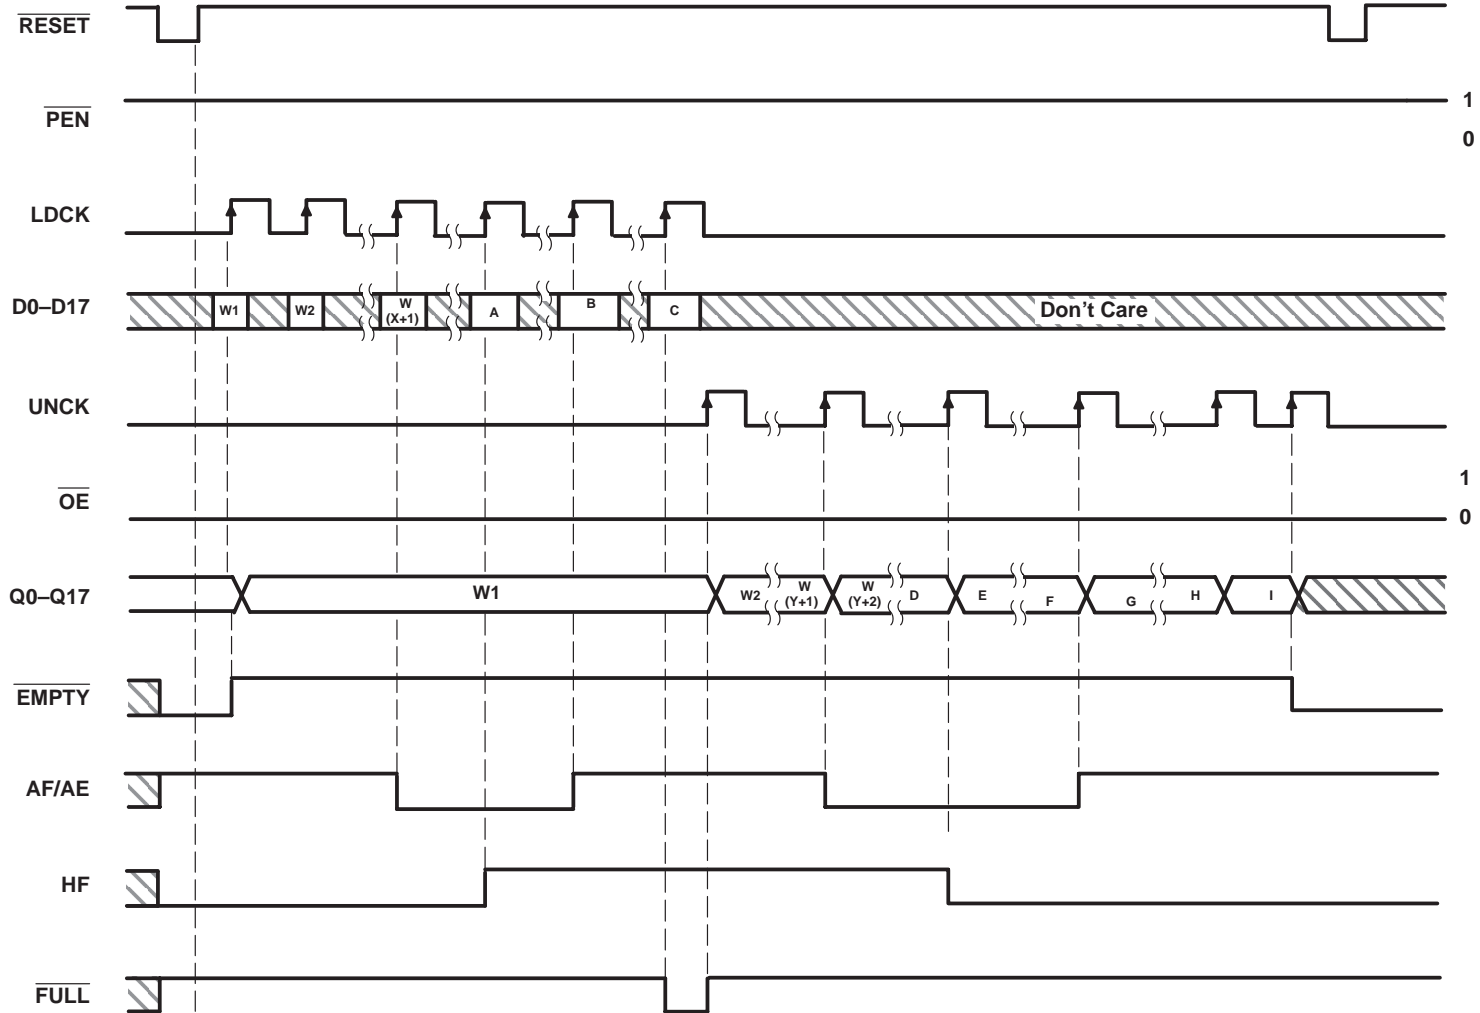 RESET
PEN
1
0
LDCK
D0–D17
W1
W2
W
(X+1)
A
B
C
Don't Care
UNCK
OE
1
0
Q0–Q17
W1
W2
W
(Y+1)
W
(Y+2)
D
E
F
G
H
I
EMPTY
AF/AE
HF
FULL